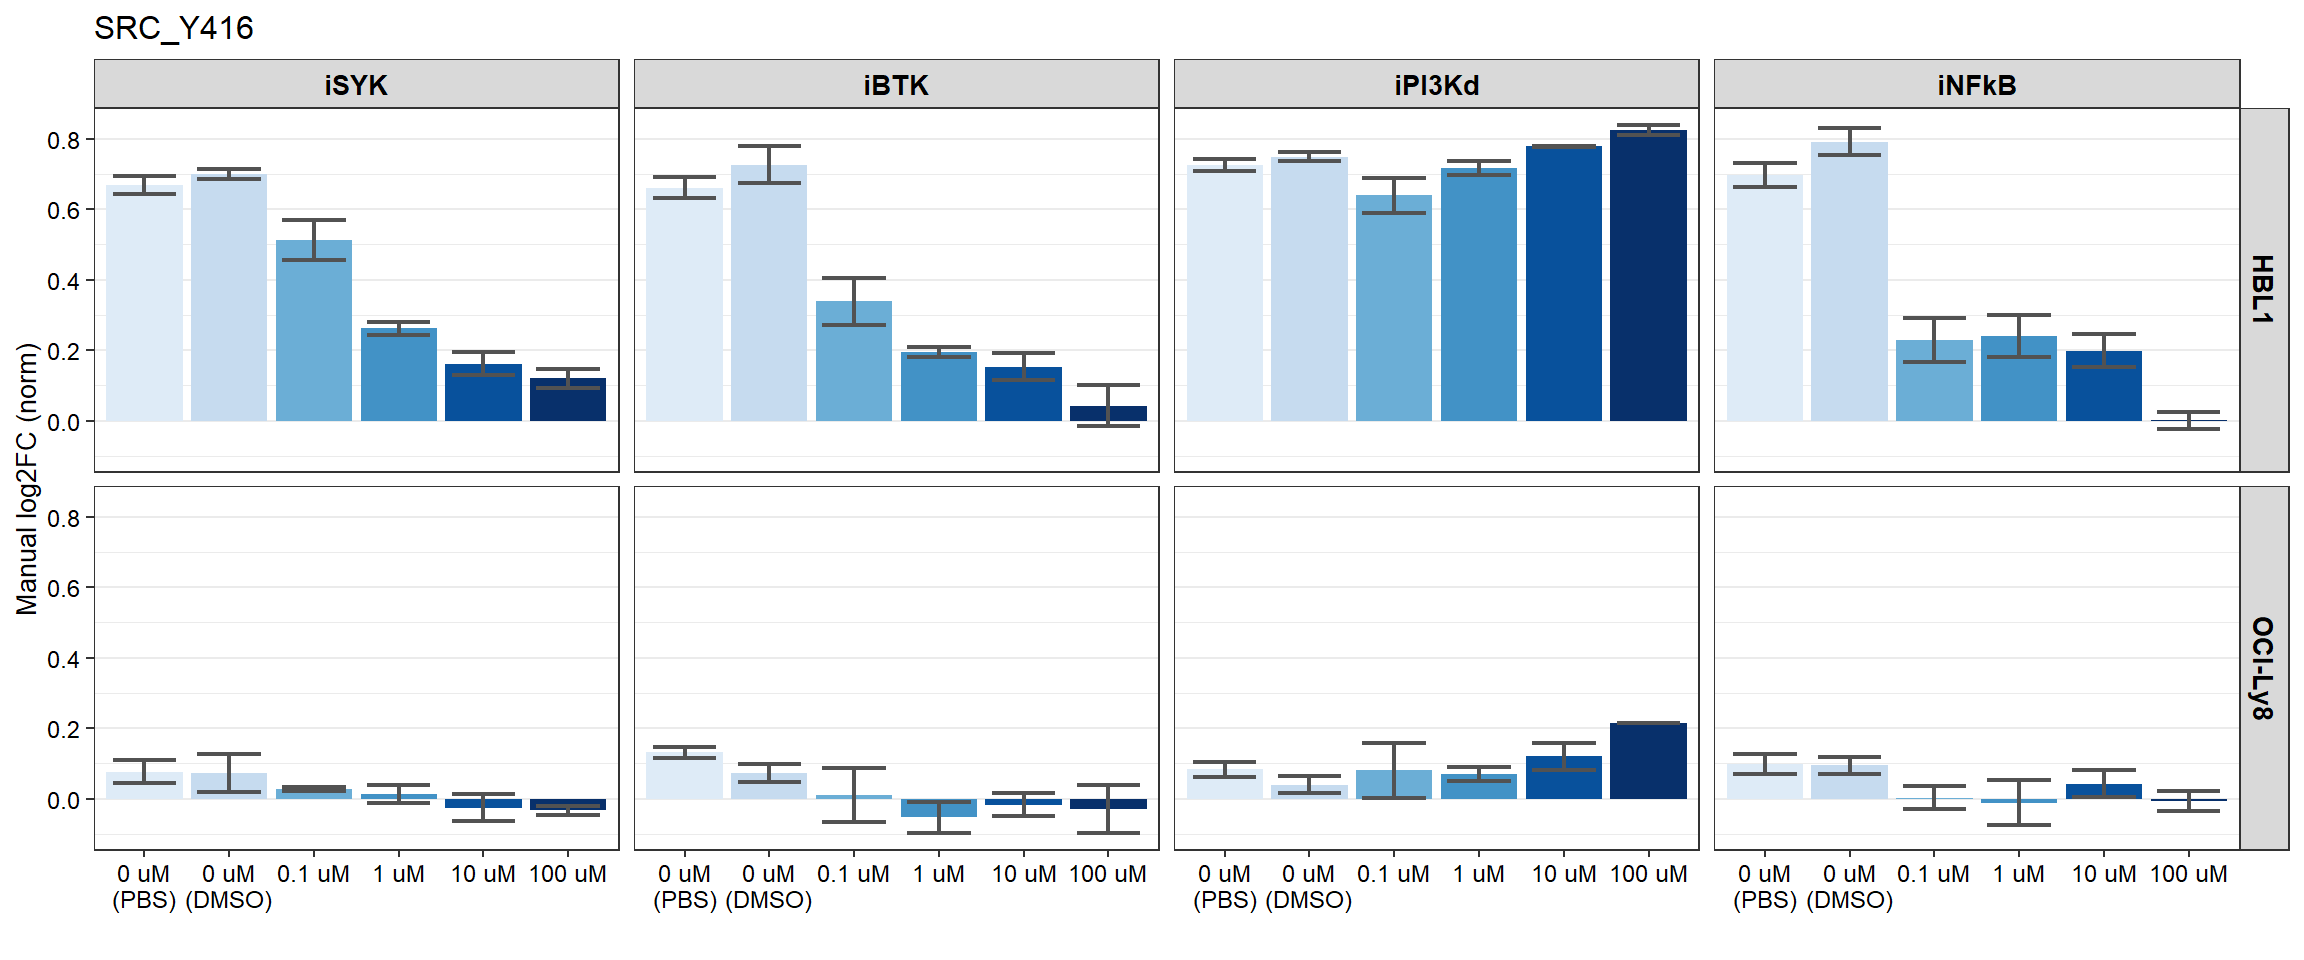 SRC_Y416
iSYK
iBTK
iPI3Kd
iNFkB
Manual log2FC (norm)
0.8
0.6
0.4
0.2
0.0
HBL1
0.8
0.6
0.4
0.2
0.0
OCI-Ly8
0 uM 0 uM 0.1 uM 1 uM 10 uM 100 uM
(PBS) (DMSO)
0 uM 0 uM 0.1 uM 1 uM 10 uM 100 uM
(PBS) (DMSO)
0 uM 0 uM 0.1 uM 1 uM 10 uM 100 uM
(PBS) (DMSO)
0 uM 0 uM 0.1 uM 1 uM 10 uM 100 uM
(PBS) (DMSO)